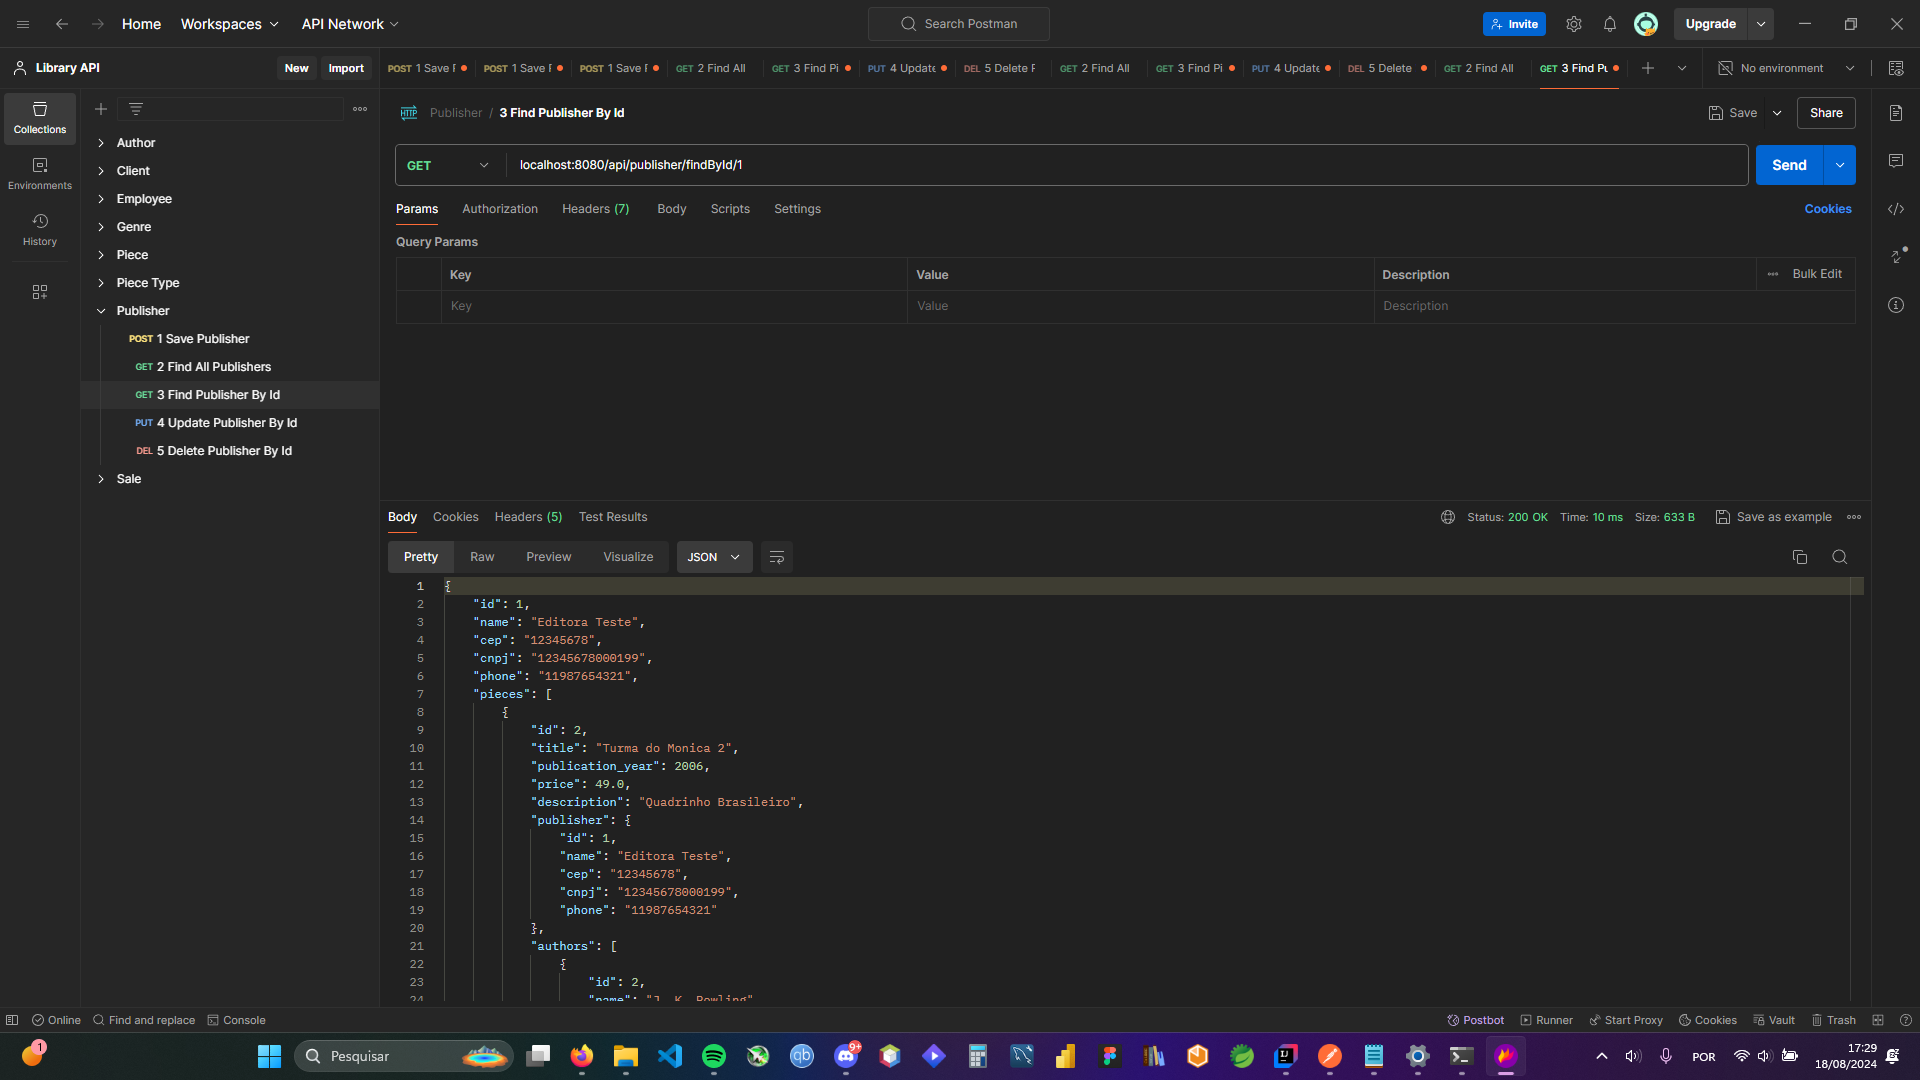 Home Workspaces API Network Search Postman Invite Upgrade
Library API New Import POST 1 Save F POST 1 Save F POST 1 Save F GET 2 Find All GET 3 Find Pi PUT 4 Update DEL 5 Delete F GET 2 Find All GET 3 Find Pi PUT 4 Update DEL 5 Delete GET 2 Find All GET 3 Find Pu No environment
Collections
Environments
History
Author
Client
Employee
Genre
Piece
Piece Type
Publisher
POST 1 Save Publisher
GET 2 Find All Publishers
GET 3 Find Publisher By Id
PUT 4 Update Publisher By Id
DEL 5 Delete Publisher By Id
Sale
HTTP Publisher / 3 Find Publisher By Id Save Share
GET localhost:8080/api/publisher/findById/1 Send
Params Authorization Headers (7) Body Scripts Settings Cookies
Query Params
Key Value Description Bulk Edit
Key Value Description
Body Cookies Headers (5) Test Results Status: 200 OK Time: 10 ms Size: 633 B Save as example
Pretty Raw Preview Visualize JSON
1 {
2 "id": 1,
3 "name": "Editora Teste",
4 "cep": "12345678",
5 "cnpj": "12345678000199",
6 "phone": "11987654321",
7 "pieces": [
8 {
9 "id": 2,
10 "title": "Turma do Monica 2",
11 "publication_year": 2006,
12 "price": 49.0,
13 "description": "Quadrinho Brasileiro",
14 "publisher": {
15 "id": 1,
16 "name": "Editora Teste",
17 "cep": "12345678",
18 "cnpj": "12345678000199",
19 "phone": "11987654321"
20 },
21 "authors": [
22 {
23 "id": 2,
24 "name": "J. K. Rowling"
Online Find and replace Console Postbot Runner Start Proxy Cookies Vault Trash
1 Pesquisar qb 9+ IJ POR 17:29
18/08/2024